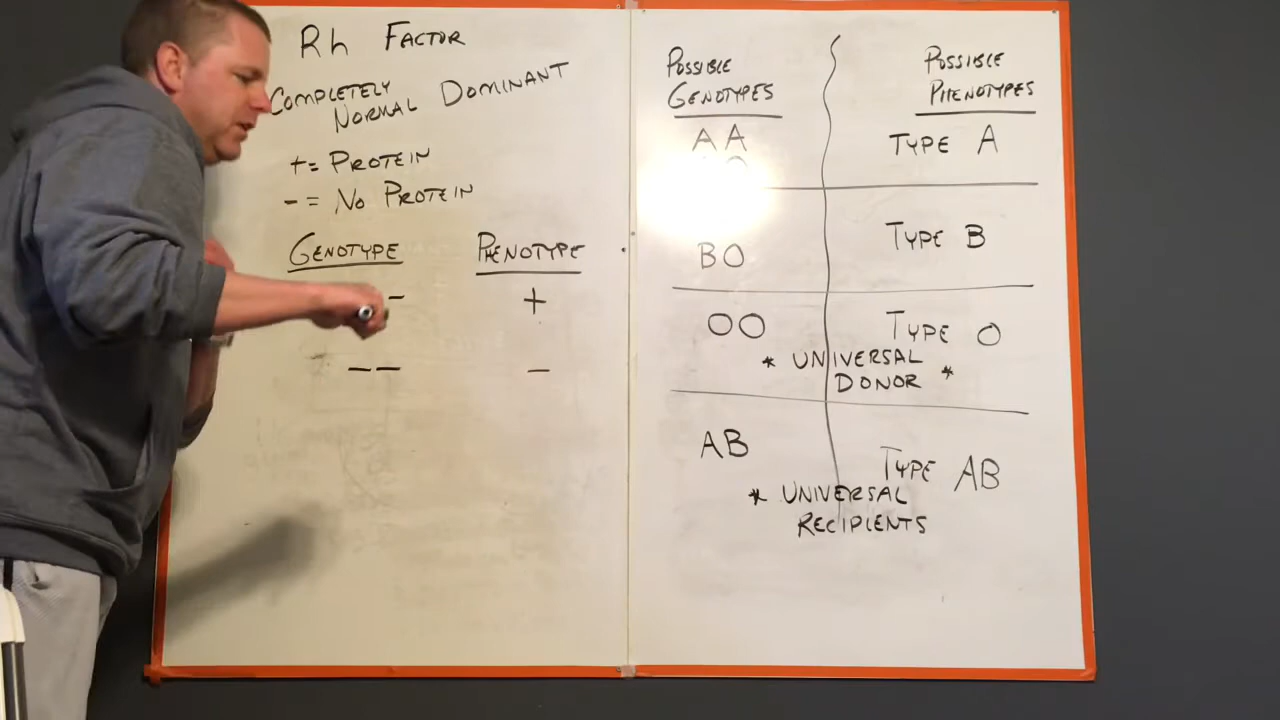 Rh FACTOR
COMPLETELY
NORMAL DOMINANT
+ = PROTEIN
- = NO PROTEIN
GENOTYPE PHENOTYPE
- +
-- -
POSSIBLE
GENOTYPES
POSSIBLE
PHENOTYPES
AA TYPE A
BO TYPE B
OO TYPE O
* UNIVERSAL
DONOR *
AB TYPE AB
* UNIVERSAL
RECIPIENTS